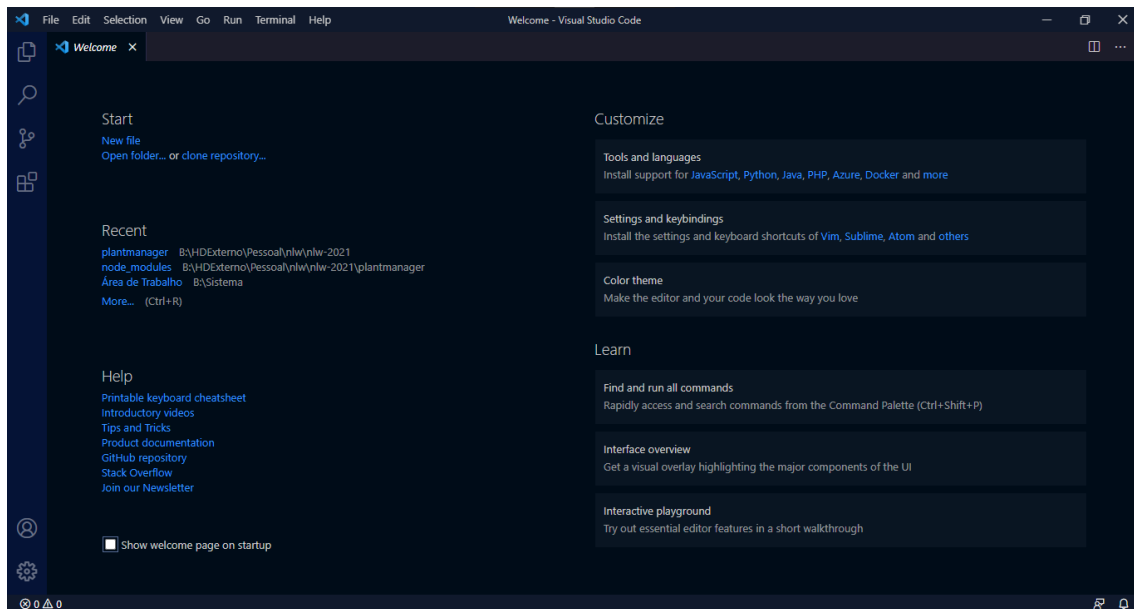 File Edit Selection View Go Run Terminal Help
Welcome - Visual Studio Code
Welcome
Start
New file
Open folder... or clone repository...
Recent
plantmanager B:\HDExterno\Pessoal\nlw\nlw-2021
node_modules B:\HDExterno\Pessoal\nlw\nlw-2021\plantmanager
Área de Trabalho B:\Sistema
More... (Ctrl+R)
Help
Printable keyboard cheatsheet
Introductory videos
Tips and Tricks
Product documentation
GitHub repository
Stack Overflow
Join our Newsletter
Show welcome page on startup
Customize
Tools and languages
Install support for JavaScript, Python, Java, PHP, Azure, Docker and more
Settings and keybindings
Install the settings and keyboard shortcuts of Vim, Sublime, Atom and others
Color theme
Make the editor and your code look the way you love
Learn
Find and run all commands
Rapidly access and search commands from the Command Palette (Ctrl+Shift+P)
Interface overview
Get a visual overlay highlighting the major components of the UI
Interactive playground
Try out essential editor features in a short walkthrough
0 0